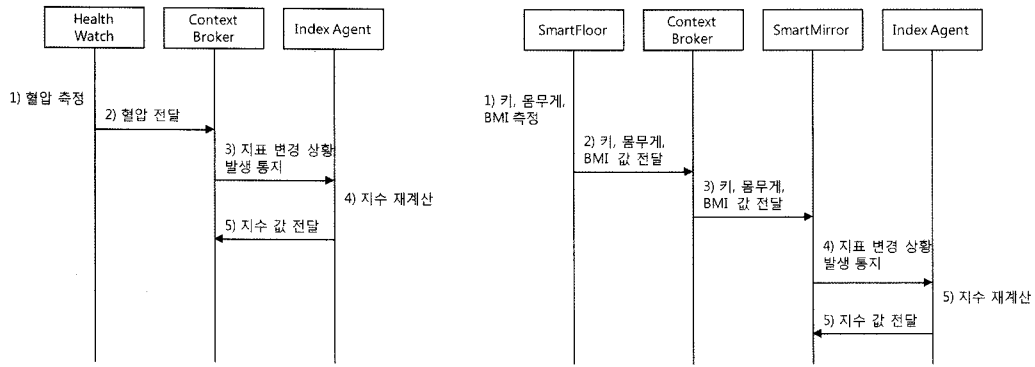 Health
Watch
Context
Broker
Index Agent
1) 혈압 측정
2) 혈압 전달
3) 지표 변경 상황
발생 통지
4) 지수 재계산
5) 지수 값 전달
SmartFloor
Context
Broker
SmartMirror
Index Agent
1) 키, 몸무게,
BMI 측정
2) 키, 몸무게,
BMI 값 전달
3) 키, 몸무게,
BMI 값 전달
4) 지표 변경 상황
발생 통지
5) 지수 재계산
5) 지수 값 전달